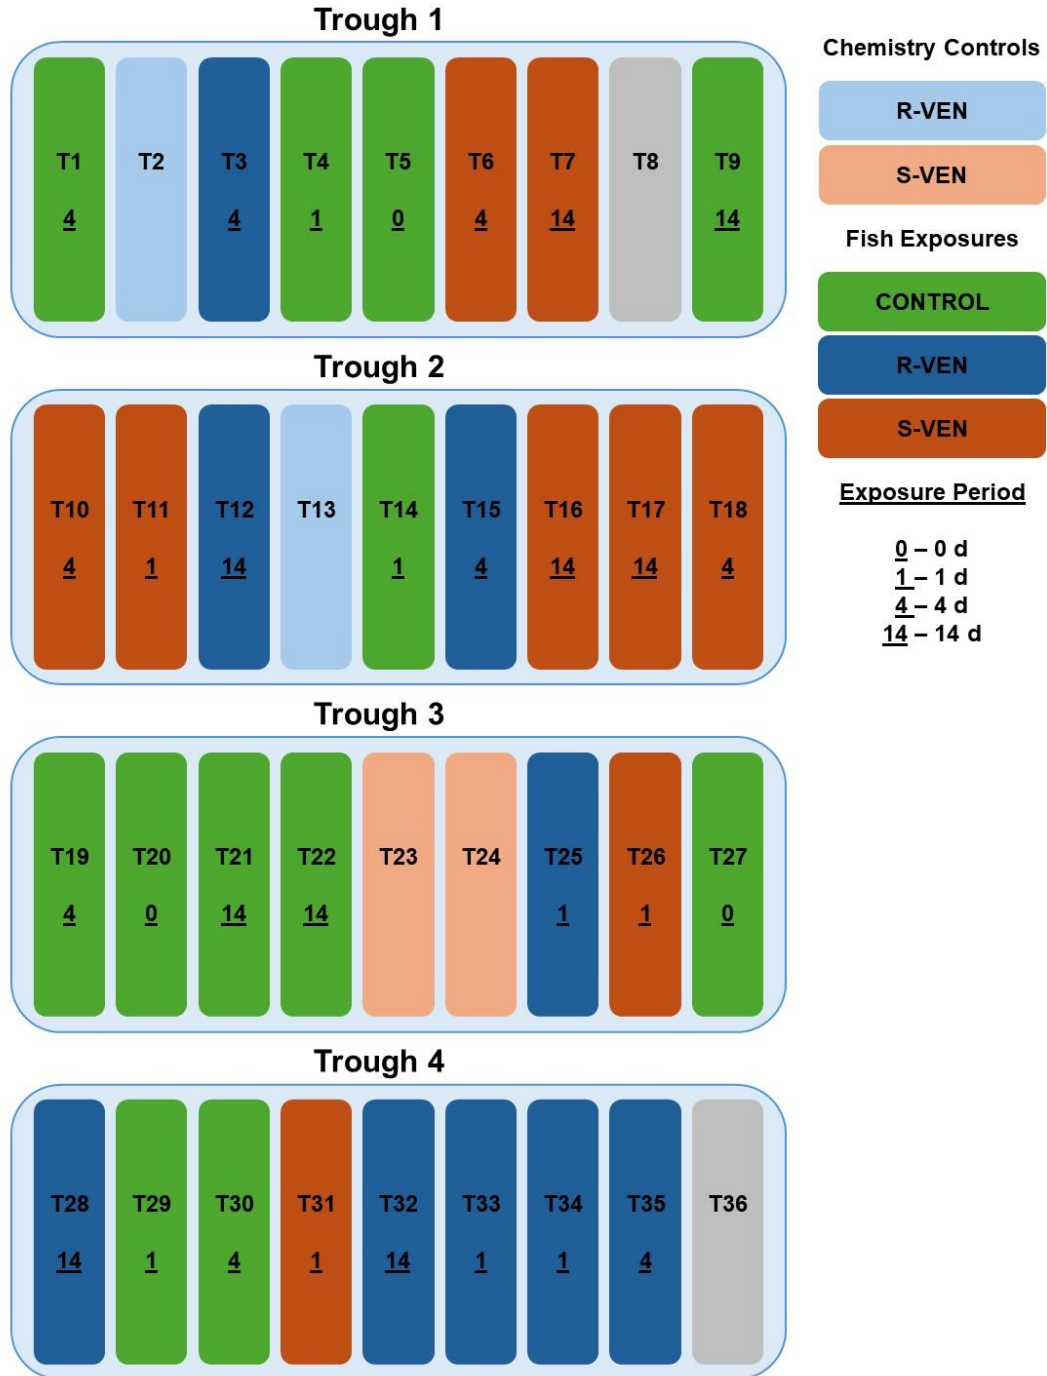 Trough 1
T1 T2 T3 T4 T5 T6 T7 T8 T9
4 4 1 0 4 14 14
Trough 2
T10 T11 T12 T13 T14 T15 T16 T17 T18
4 1 14 1 4 14 14 4
Trough 3
T19 T20 T21 T22 T23 T24 T25 T26 T27
4 0 14 14 1 1 0
Trough 4
T28 T29 T30 T31 T32 T33 T34 T35 T36
14 1 4 1 14 1 1 4
Chemistry Controls
R-VEN
S-VEN
Fish Exposures
CONTROL
R-VEN
S-VEN
Exposure Period
0 – 0 d
1 – 1 d
4 – 4 d
14 – 14 d